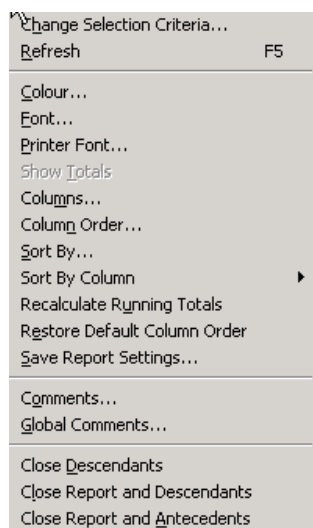 Change Selection Criteria...
Refresh F5
Colour...
Font...
Printer Font...
Show Totals
Columns...
Column Order...
Sort By...
Sort By Column
Recalculate Running Totals
Restore Default Column Order
Save Report Settings...
Comments...
Global Comments...
Close Descendants
Close Report and Descendants
Close Report and Antecedents